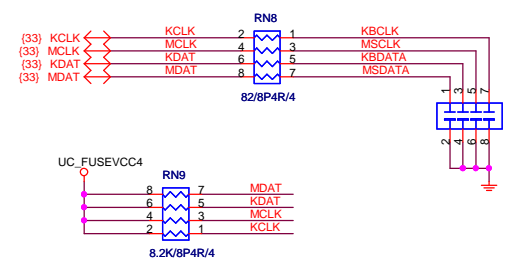 RN8
{33} KCLK KCLK 2 1 KBCLK
{33} MCLK MCLK 4 3 MSCLK
{33} KDAT KDAT 6 5 KBDATA
{33} MDAT MDAT 8 7 MSDATA
82/8P4R/4
1 3 5 7
2 4 6 8
UC_FUSEVCC4
RN9
8 7 MDAT
6 5 KDAT
4 3 MCLK
2 1 KCLK
8.2K/8P4R/4